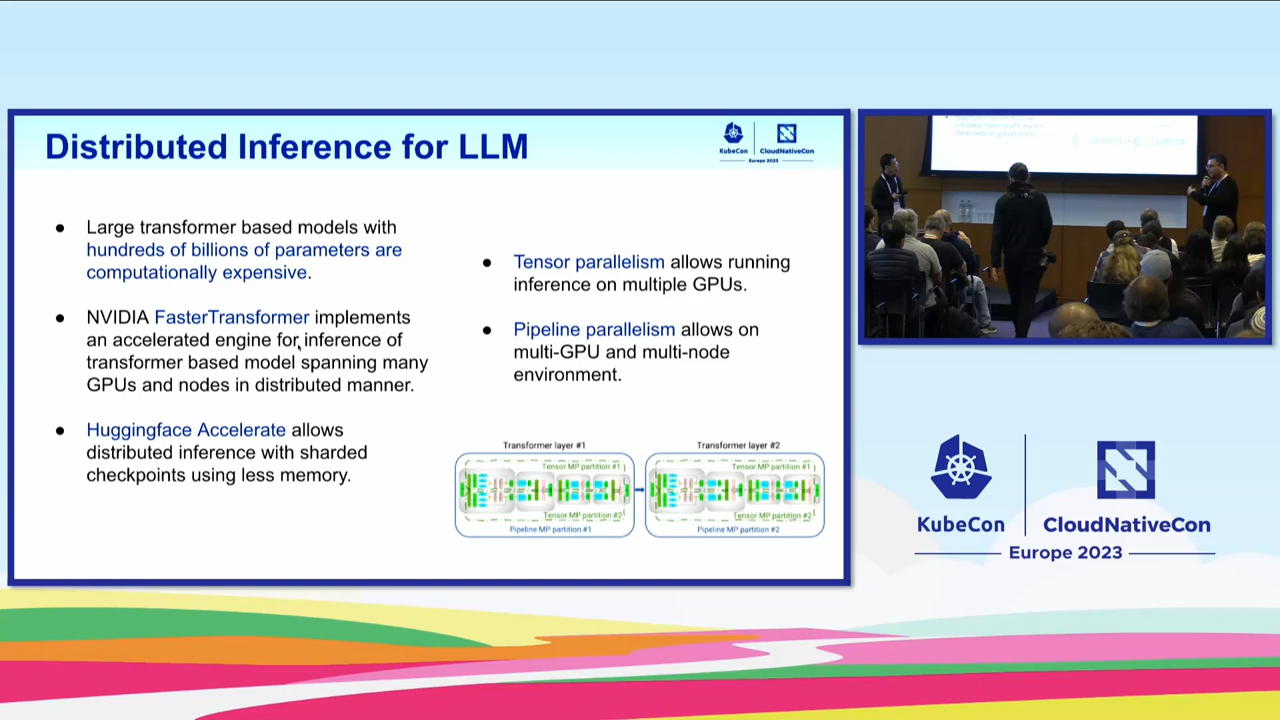 Distributed Inference for LLM
KubeCon
CloudNativeCon
Europe 2023
● Large transformer based models with
hundreds of billions of parameters are
computationally expensive.
● NVIDIA FasterTransformer implements
an accelerated engine for inference of
transformer based model spanning many
GPUs and nodes in distributed manner.
● Huggingface Accelerate allows
distributed inference with sharded
checkpoints using less memory.
● Tensor parallelism allows running
inference on multiple GPUs.
● Pipeline parallelism allows on
multi-GPU and multi-node
environment.
Transformer layer #1
Tensor MP partition #1
Tensor MP partition #2
Pipeline MP partition #1
Transformer layer #2
Tensor MP partition #1
Tensor MP partition #2
Pipeline MP partition #2
KubeCon
CloudNativeCon
Europe 2023